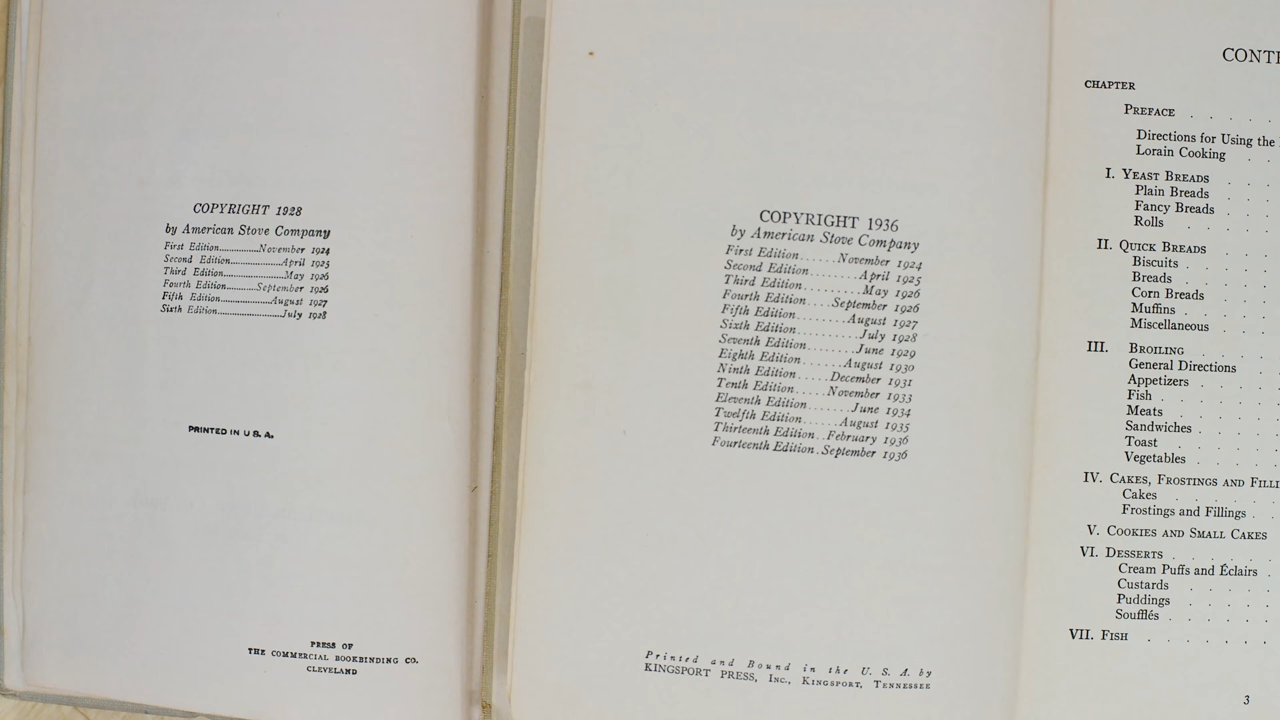 COPYRIGHT 1928
by American Stove Company
First Edition..............November 1924
Second Edition.....................April 1925
Third Edition........................May 1926
Fourth Edition...........September 1926
Fifth Edition...................August 1927
Sixth Edition........................July 1928
PRINTED IN U S. A.
PRESS OF
THE COMMERCIAL BOOKBINDING CO.
CLEVELAND
COPYRIGHT 1936
by American Stove Company
First Edition......November 1924
Second Edition........April 1925
Third Edition.........May 1926
Fourth Edition....September 1926
Fifth Edition........August 1927
Sixth Edition..........July 1928
Seventh Edition........June 1929
Eighth Edition.......August 1930
Ninth Edition.....December 1931
Tenth Edition.....November 1933
Eleventh Edition.......June 1934
Twelfth Edition......August 1935
Thirteenth Edition..February 1936
Fourteenth Edition.September 1936
Printed and Bound in the U. S. A. by
KINGSPORT PRESS, INC., KINGSPORT, TENNESSEE
CONTE
CHAPTER
PREFACE . . . .
Directions for Using the
Lorain Cooking . .
I. YEAST BREADS . . .
Plain Breads . . .
Fancy Breads . . .
Rolls . . . .
II. QUICK BREADS . . .
Biscuits . . . .
Breads . . . .
Corn Breads . . .
Muffins . . . .
Miscellaneous . . .
III. BROILING . . . .
General Directions . .
Appetizers . . .
Fish . . . . .
Meats . . . .
Sandwiches . . .
Toast . . . .
Vegetables . . .
IV. CAKES, FROSTINGS AND FILLI
Cakes . . . .
Frostings and Fillings . .
V. COOKIES AND SMALL CAKES
VI. DESSERTS . . . .
Cream Puffs and Éclairs .
Custards . . . .
Puddings . . . .
Soufflés . . . .
VII. FISH . . . . .
3